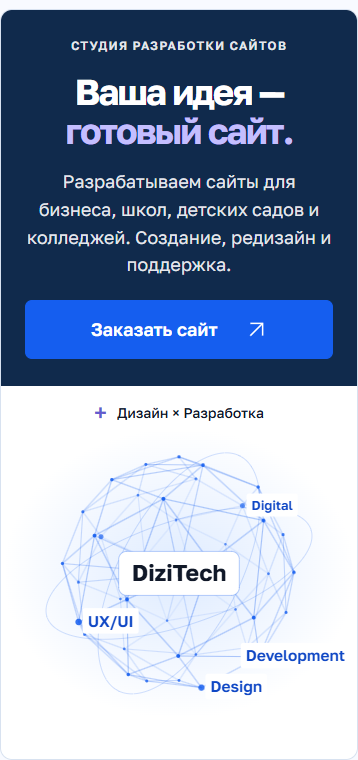 СТУДИЯ РАЗРАБОТКИ САЙТОВ
Ваша идея —
готовый сайт.
Разрабатываем сайты для
бизнеса, школ, детских садов и
колледжей. Создание, редизайн и
поддержка.
Заказать сайт
Дизайн × Разработка
Digital
DiziTech
UX/UI
Development
Design